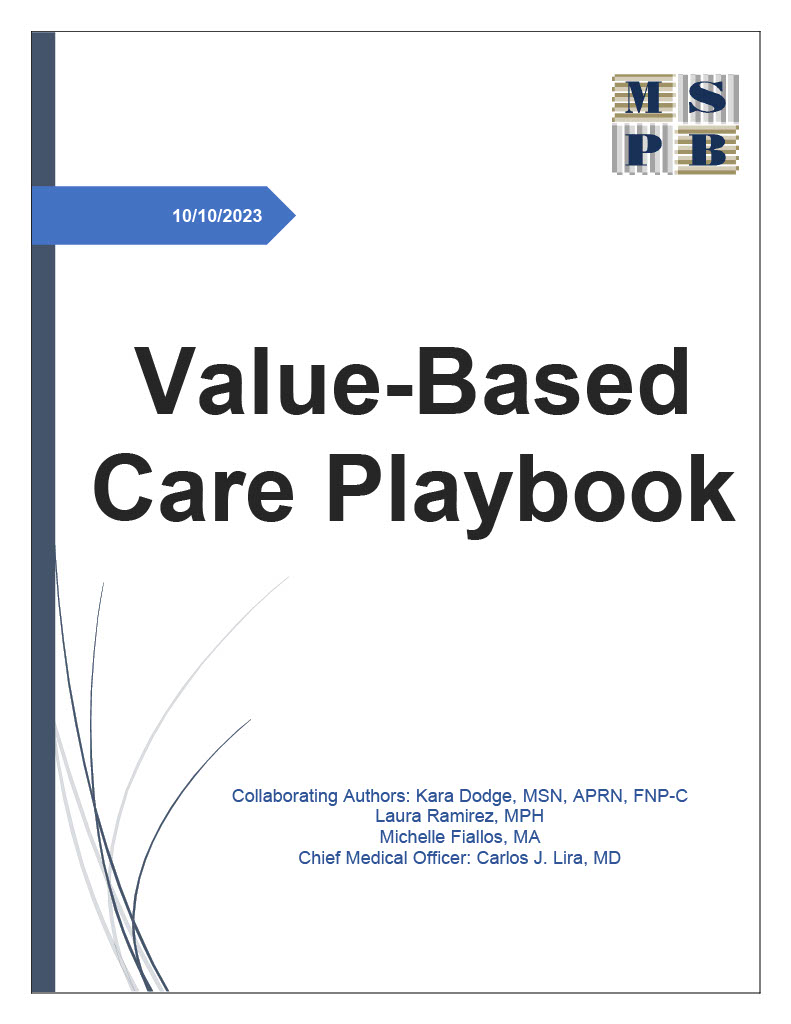 M S
P B
10/10/2023
Value-Based
Care Playbook
Collaborating Authors: Kara Dodge, MSN, APRN, FNP-C
Laura Ramirez, MPH
Michelle Fiallos, MA
Chief Medical Officer: Carlos J. Lira, MD